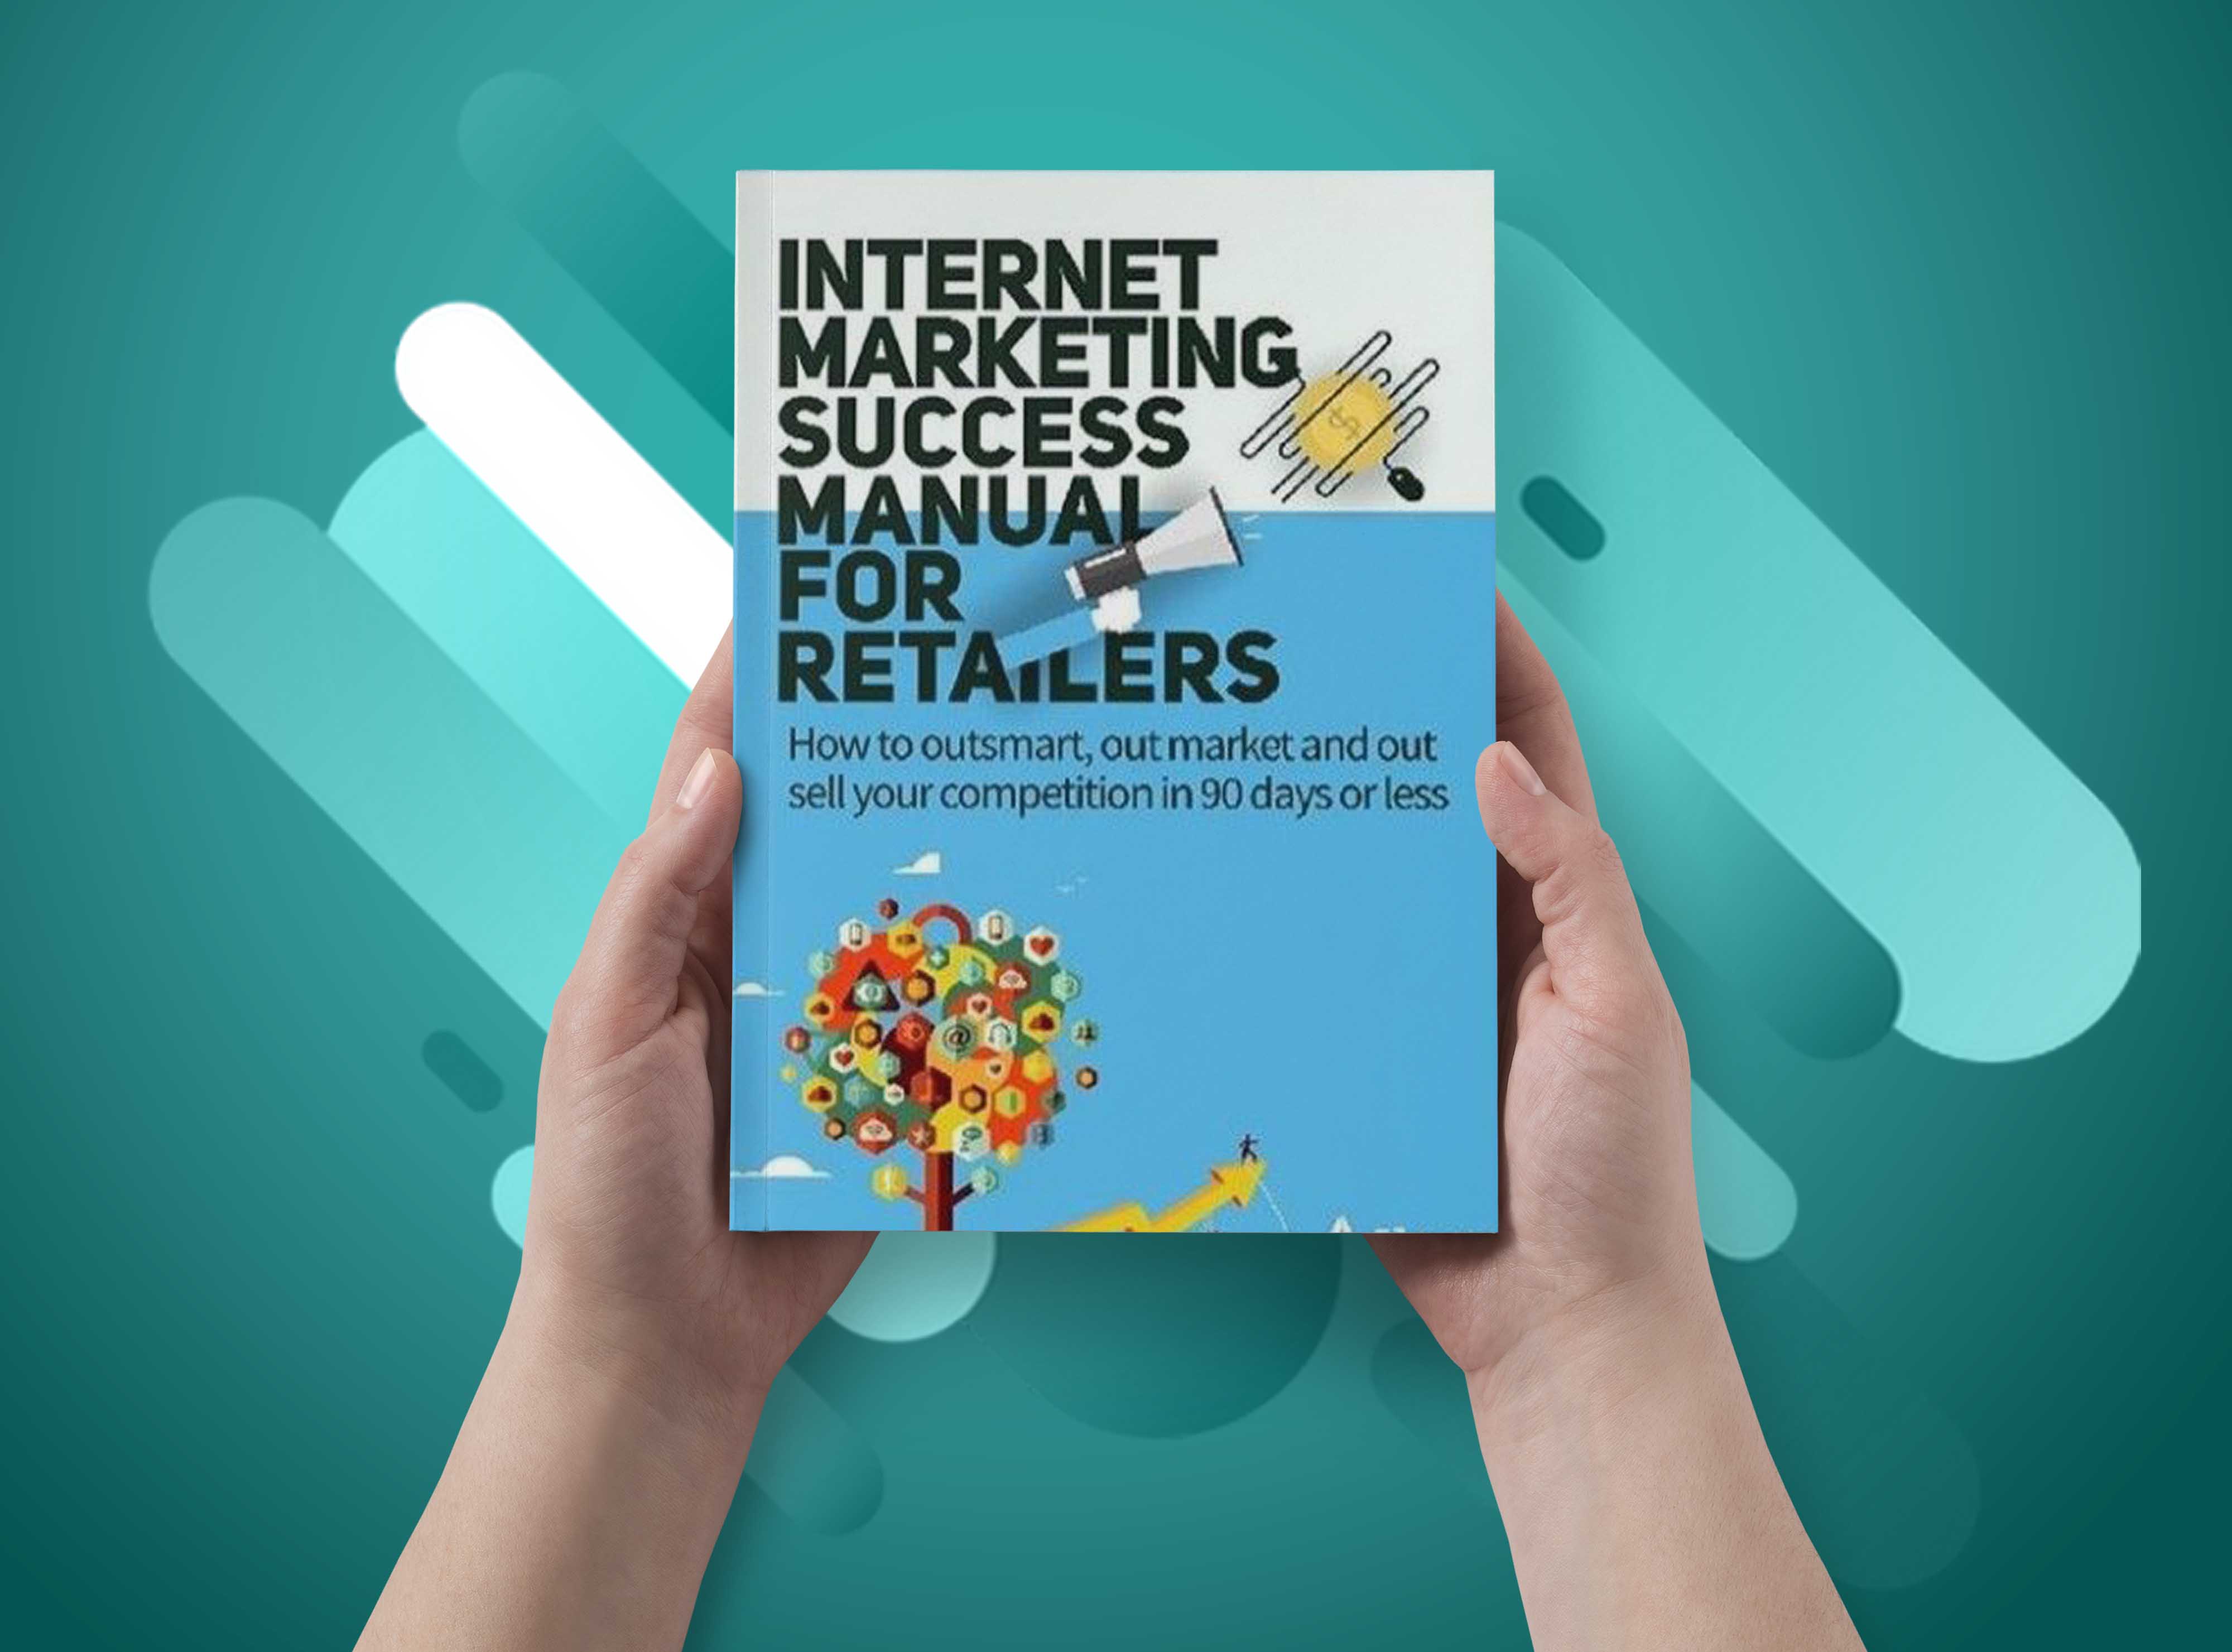 INTERNET
MARKETING
SUCCESS
MANUAL
FOR
RETAILERS
How to outsmart, out market and out
sell your competition in 90 days or less
$
@